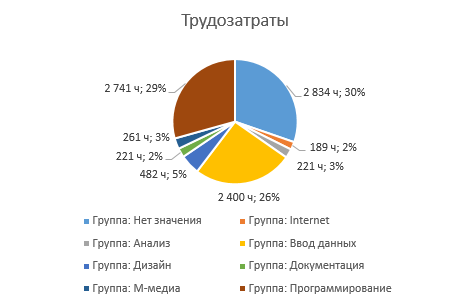 Трудозатраты
2 741 ч; 29%
2 834 ч; 30%
261 ч; 3%
189 ч; 2%
221 ч; 2%
221 ч; 3%
482 ч; 5%
2 400 ч; 26%
Группа: Нет значения
Группа: Internet
Группа: Анализ
Группа: Ввод данных
Группа: Дизайн
Группа: Документация
Группа: М-медиа
Группа: Программирование